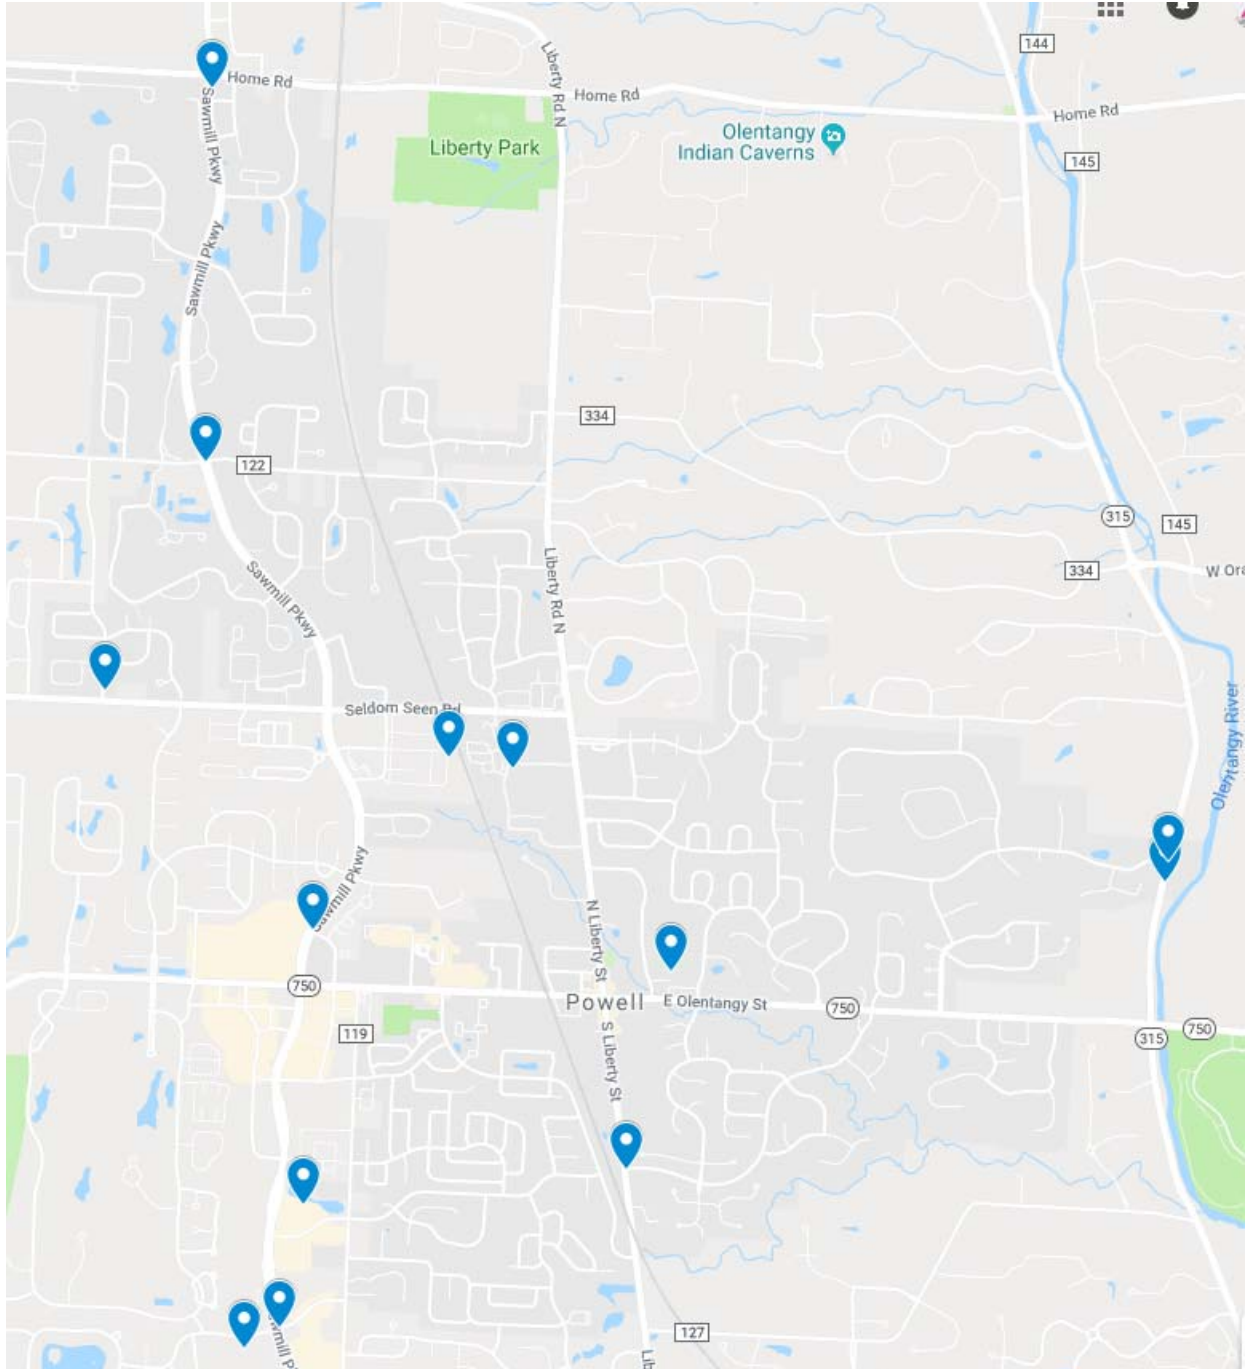 144
Home Rd
Sawmill Pkwy
Liberty Rd N
Home Rd
Home Rd
Liberty Park
Olentangy
Indian Caverns
145
Sawmill Pkwy
334
122
315
145
Liberty Rd N
Sawmill Pkwy
334
W Ora
Seldom Seen Rd
Olentangy River
Sawmill Pkwy
N Liberty St
750
Powell
E Olentangy St
750
750
119
S Liberty St
315
127